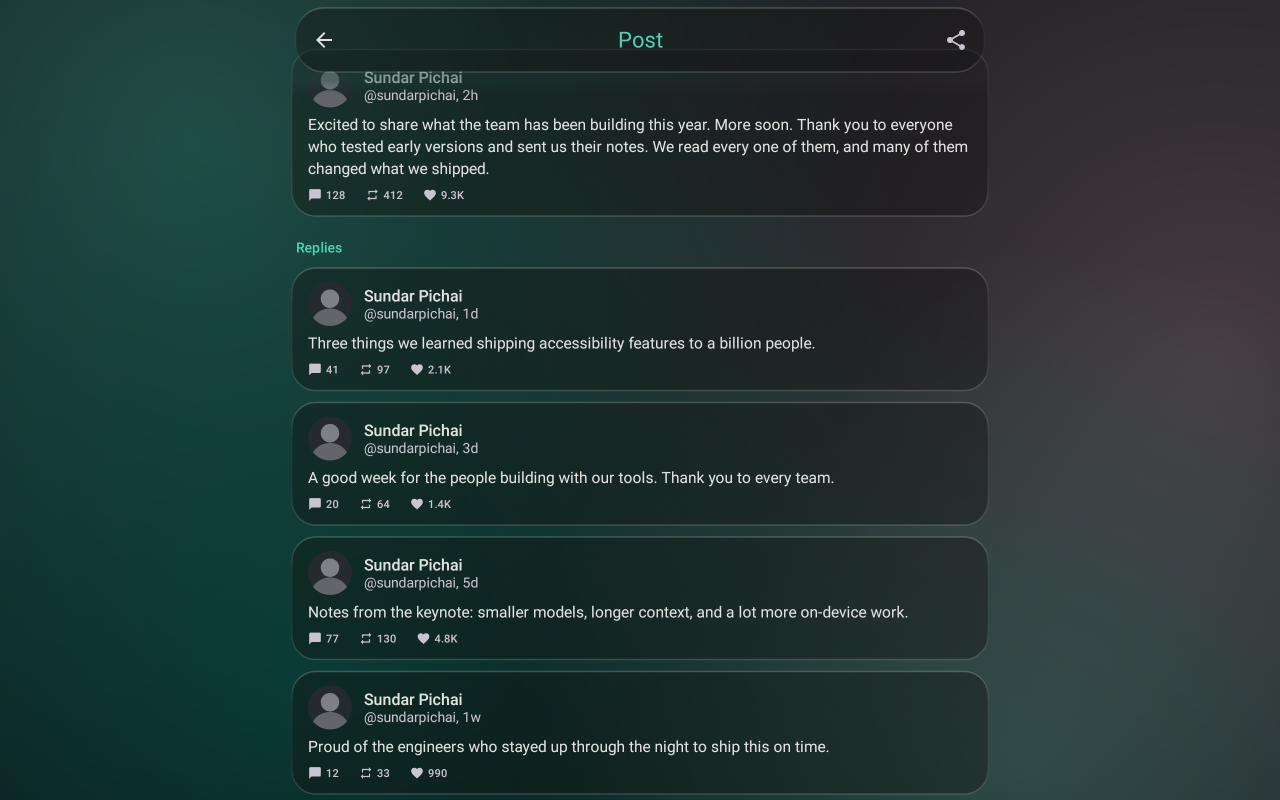 Post
Sundar Pichai
@sundarpichai, 2h
Excited to share what the team has been building this year. More soon. Thank you to everyone
who tested early versions and sent us their notes. We read every one of them, and many of them
changed what we shipped.
128 412 9.3K
Replies
Sundar Pichai
@sundarpichai, 1d
Three things we learned shipping accessibility features to a billion people.
41 97 2.1K
Sundar Pichai
@sundarpichai, 3d
A good week for the people building with our tools. Thank you to every team.
20 64 1.4K
Sundar Pichai
@sundarpichai, 5d
Notes from the keynote: smaller models, longer context, and a lot more on-device work.
77 130 4.8K
Sundar Pichai
@sundarpichai, 1w
Proud of the engineers who stayed up through the night to ship this on time.
12 33 990